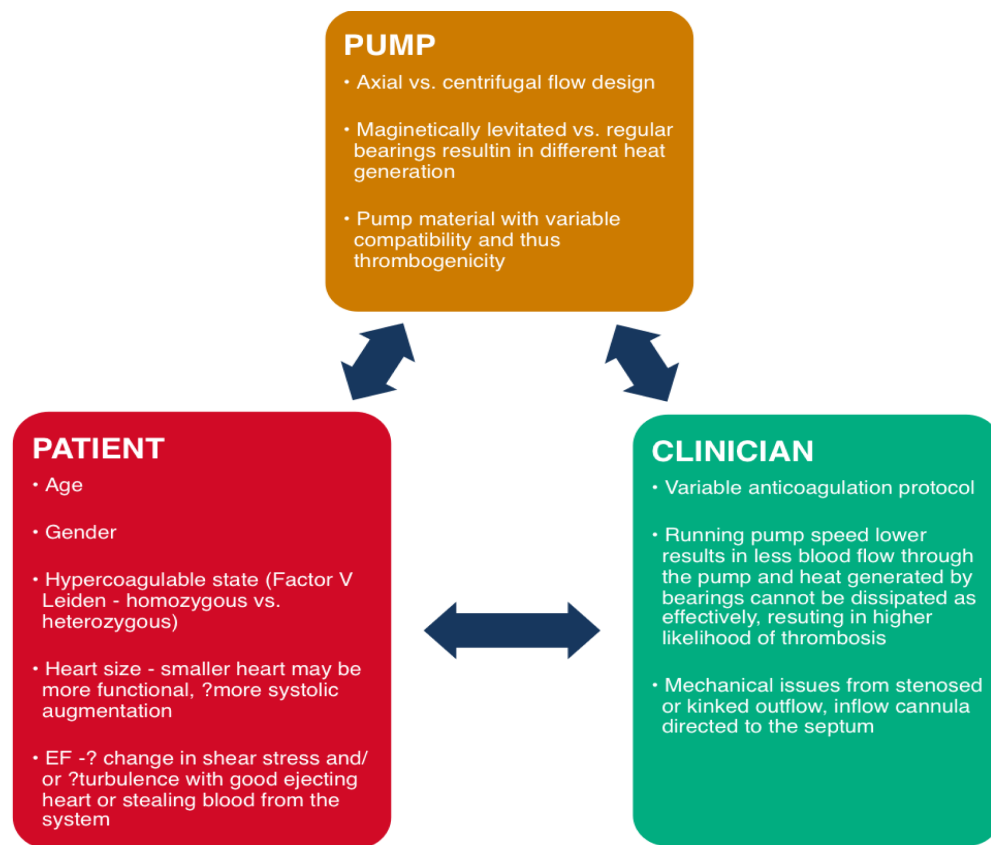 PUMP
• Axial vs. centrifugal flow design
• Maginetically levitated vs. regular
bearings resultin in different heat
generation
• Pump material with variable
compatibility and thus
thrombogenicity
PATIENT
• Age
• Gender
• Hypercoagulable state (Factor V
Leiden - homozygous vs.
heterozygous)
• Heart size - smaller heart may be
more functional, ?more systolic
augmentation
• EF -? change in shear stress and/
or ?turbulence with good ejecting
heart or stealing blood from the
system
CLINICIAN
• Variable anticoagulation protocol
• Running pump speed lower
results in less blood flow through
the pump and heat generated by
bearings cannot be dissipated as
effectively, resuting in higher
likelihood of thrombosis
• Mechanical issues from stenosed
or kinked outflow, inflow cannula
directed to the septum